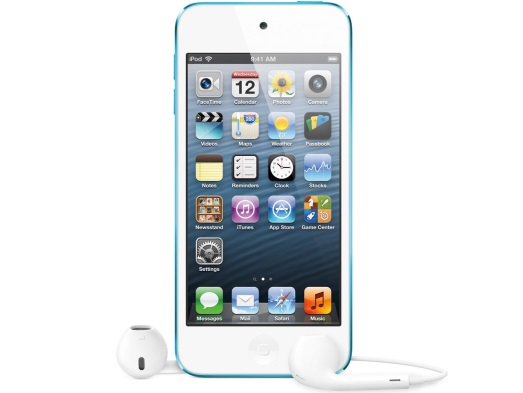 iPod 9:41 AM
FaceTime Wednesday 12 Calendar Photos Camera
Videos Maps 280 Weather Passbook
Notes Reminders Clock Stocks
Newsstand iTunes App Store Game Center
Settings
Messages Mail Safari Music